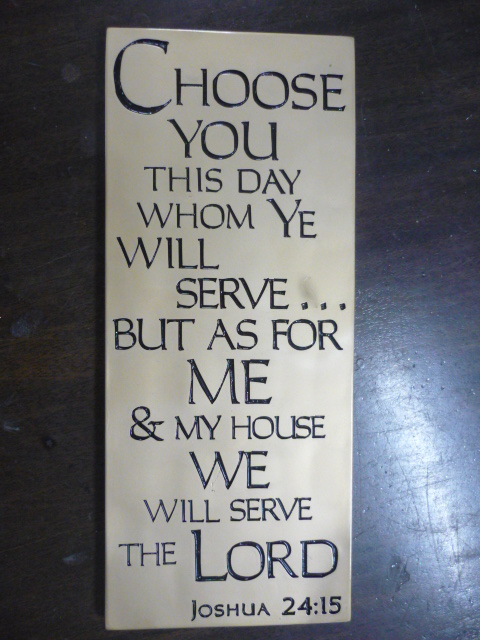 CHOOSE
YOU
THIS DAY
WHOM YE
WILL
SERVE...
BUT AS FOR
ME
& MY HOUSE
WE
WILL SERVE
THE LORD
JOSHUA 24:15